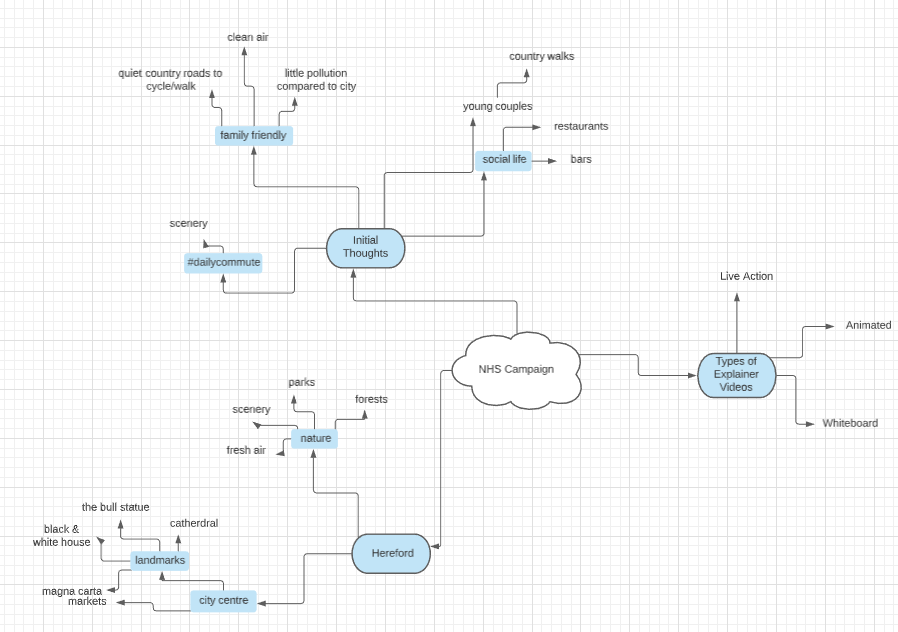 clean air
country walks
quiet country roads to
cycle/walk
little pollution
compared to city
young couples
restaurants
family friendly
social life
bars
scenery
Initial
Thoughts
#dailycommute
Live Action
Animated
Types of
Explainer
Videos
NHS Campaign
parks
forests
scenery
Whiteboard
nature
fresh air
the bull statue
catherdral
black &
white house
landmarks
Hereford
magna carta
markets
city centre